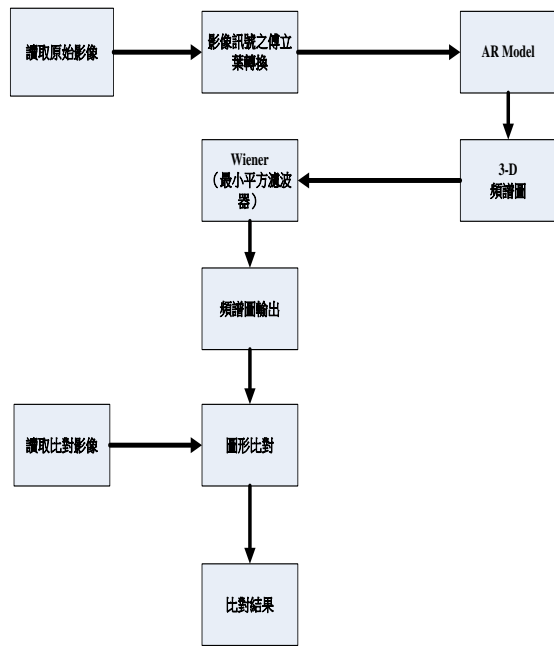 讀取原始影像
影像訊號之傅立
葉轉換
AR Model
Wiener
（最小平方濾波
器）
3-D
頻譜圖
頻譜圖輸出
讀取比對影像
圖形比對
比對結果